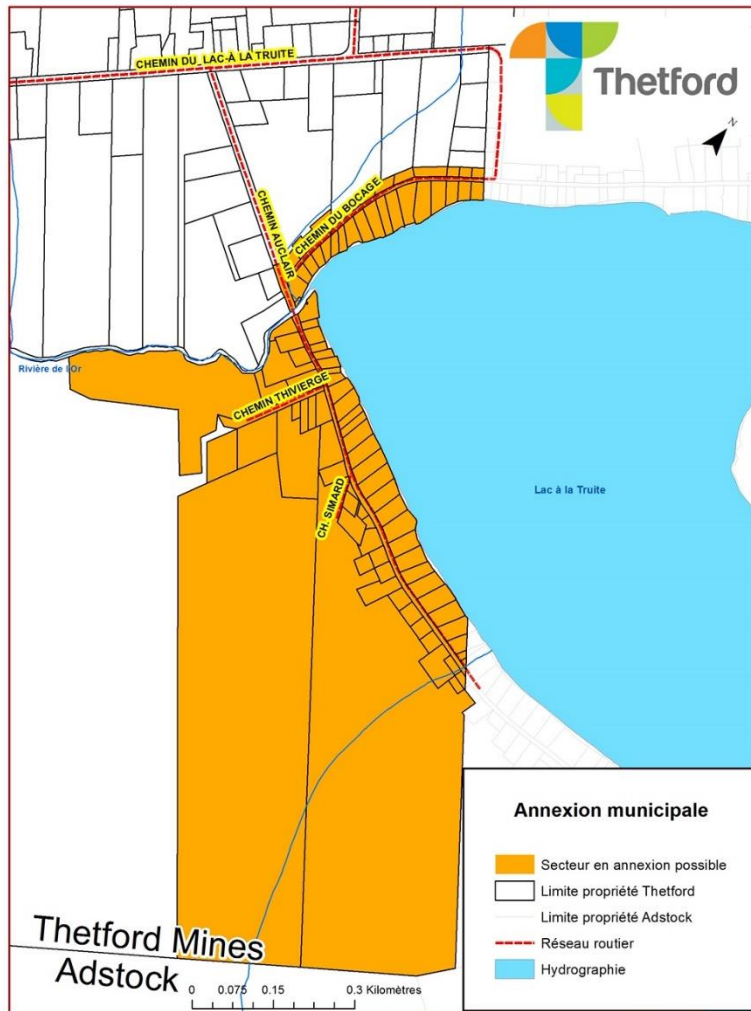 Thetford
N
CHEMIN DU LAC-À LA TRUITE
CHEMIN AUCLAIR
CHEMIN DU BOCAGE
Rivière de l'Or
CHEMIN THIVIERGE
CH. SIMARD
Lac à la Truite
Thetford Mines
Adstock
0 0.075 0.15 0.3 Kilomètres
Annexion municipale
Secteur en annexion possible
Limite propriété Thetford
Limite propriété Adstock
Réseau routier
Hydrographie